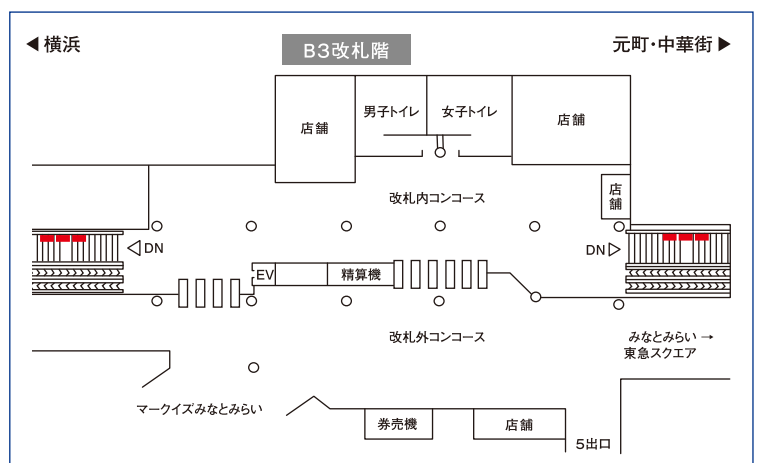 ◀ 横浜
B3改札階
元町・中華街 ▶
店舗
男子トイレ
女子トイレ
店舗
店舗
改札内コンコース
DN
DN
EV
精算機
改札外コンコース
みなとみらい →
東急スクエア
マークイズみなとみらい
券売機
店舗
5出口